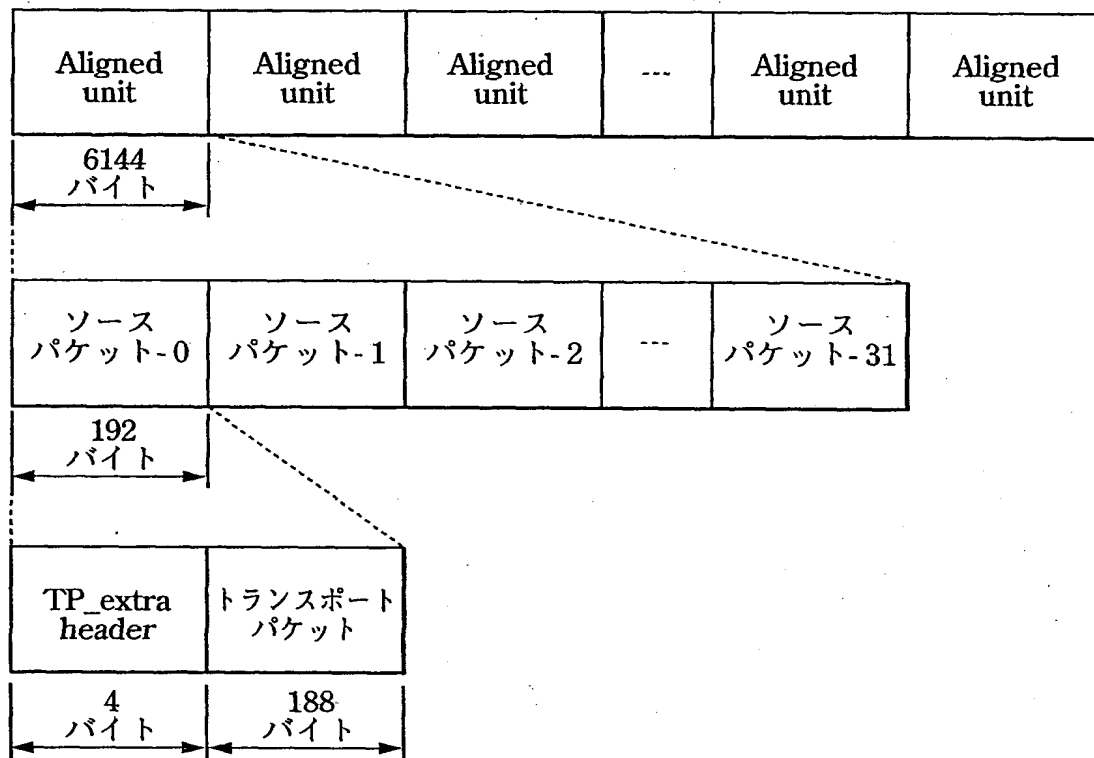 Aligned unit
Aligned unit
Aligned unit
---
Aligned unit
Aligned unit
6144
バイト
ソース
パケット-0
ソース
パケット-1
ソース
パケット-2
---
ソース
パケット-31
192
バイト
TP_extra
header
トランスポート
パケット
4
バイト
188
バイト